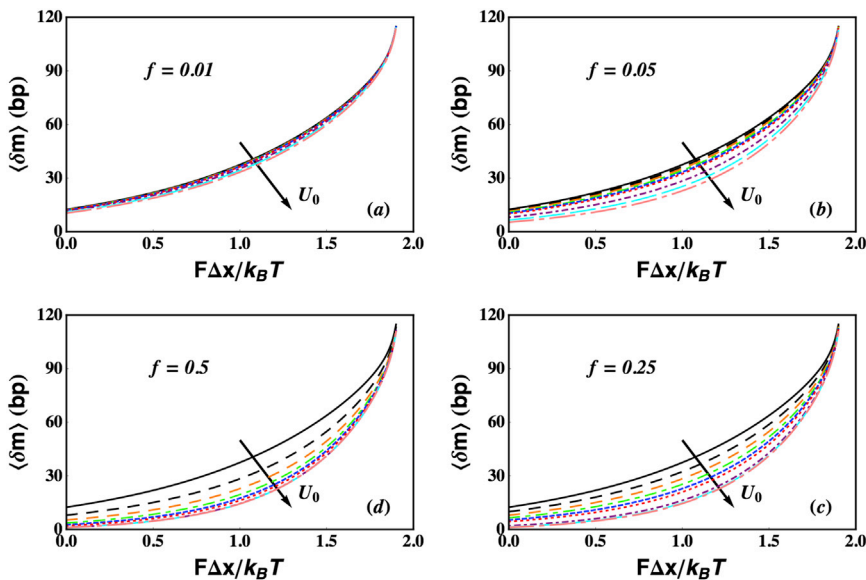 120
90
60
30
0
⟨δm⟩ (bp)
f = 0.01
U0
(a)
0.0 0.5 1.0 1.5 2.0
FΔx/kBT
120
90
60
30
0
⟨δm⟩ (bp)
f = 0.05
U0
(b)
0.0 0.5 1.0 1.5 2.0
FΔx/kBT
120
90
60
30
0
⟨δm⟩ (bp)
f = 0.5
U0
(d)
0.0 0.5 1.0 1.5 2.0
FΔx/kBT
120
90
60
30
0
⟨δm⟩ (bp)
f = 0.25
U0
(c)
0.0 0.5 1.0 1.5 2.0
FΔx/kBT